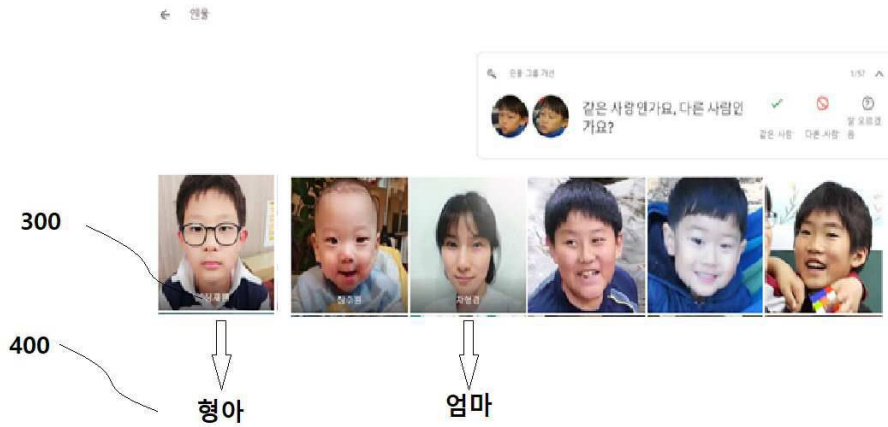 인물
인물 그룹 개선
1/57
같은 사람인가요, 다른 사람인
가요?
같은 사람
다른 사람
잘 모르겠
음
300
400
형아
엄마